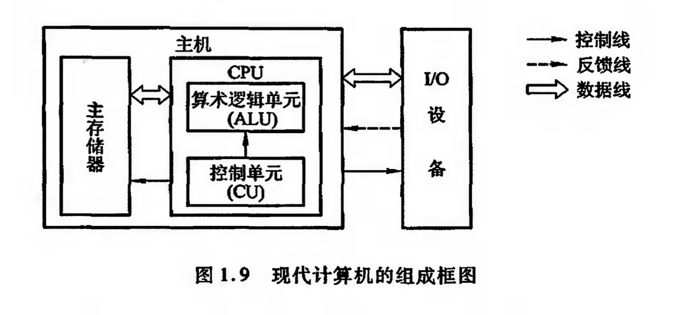 主机
CPU
算术逻辑单元
(ALU)
控制单元
(CU)
主存储器
I/O
设
备
控制线
反馈线
数据线
图1.9 现代计算机的组成框图